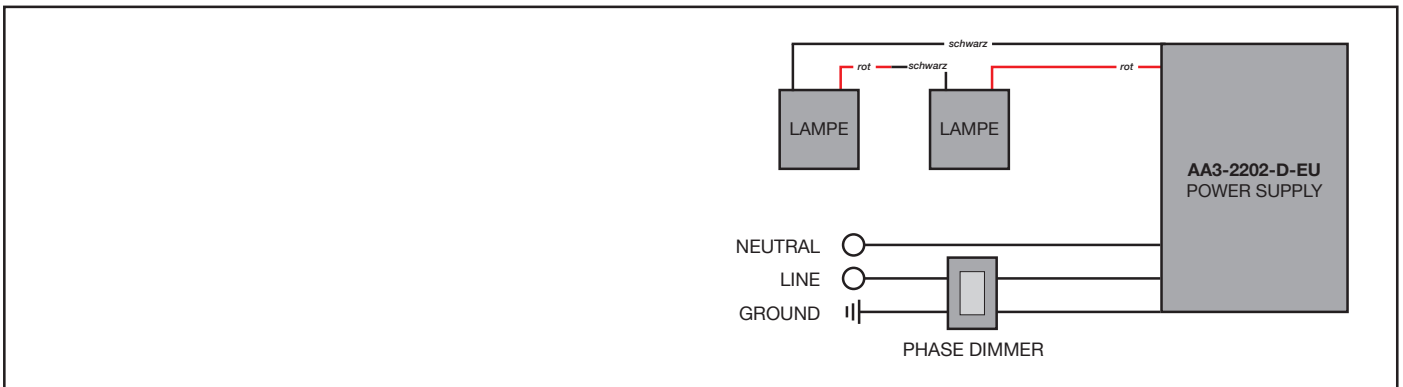 schwarz
rot schwarz rot
LAMPE LAMPE
AA3-2202-D-EU
POWER SUPPLY
NEUTRAL
LINE
GROUND
PHASE DIMMER